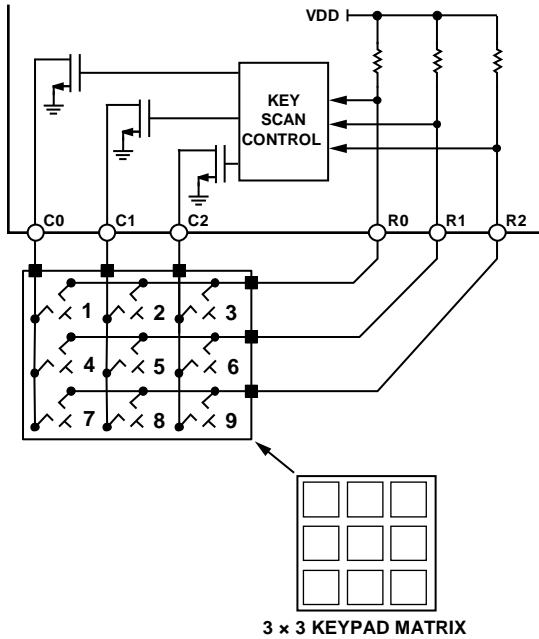 VDD
KEY
SCAN
CONTROL
C0 C1 C2 R0 R1 R2
1 2 3
4 5 6
7 8 9
3 × 3 KEYPAD MATRIX